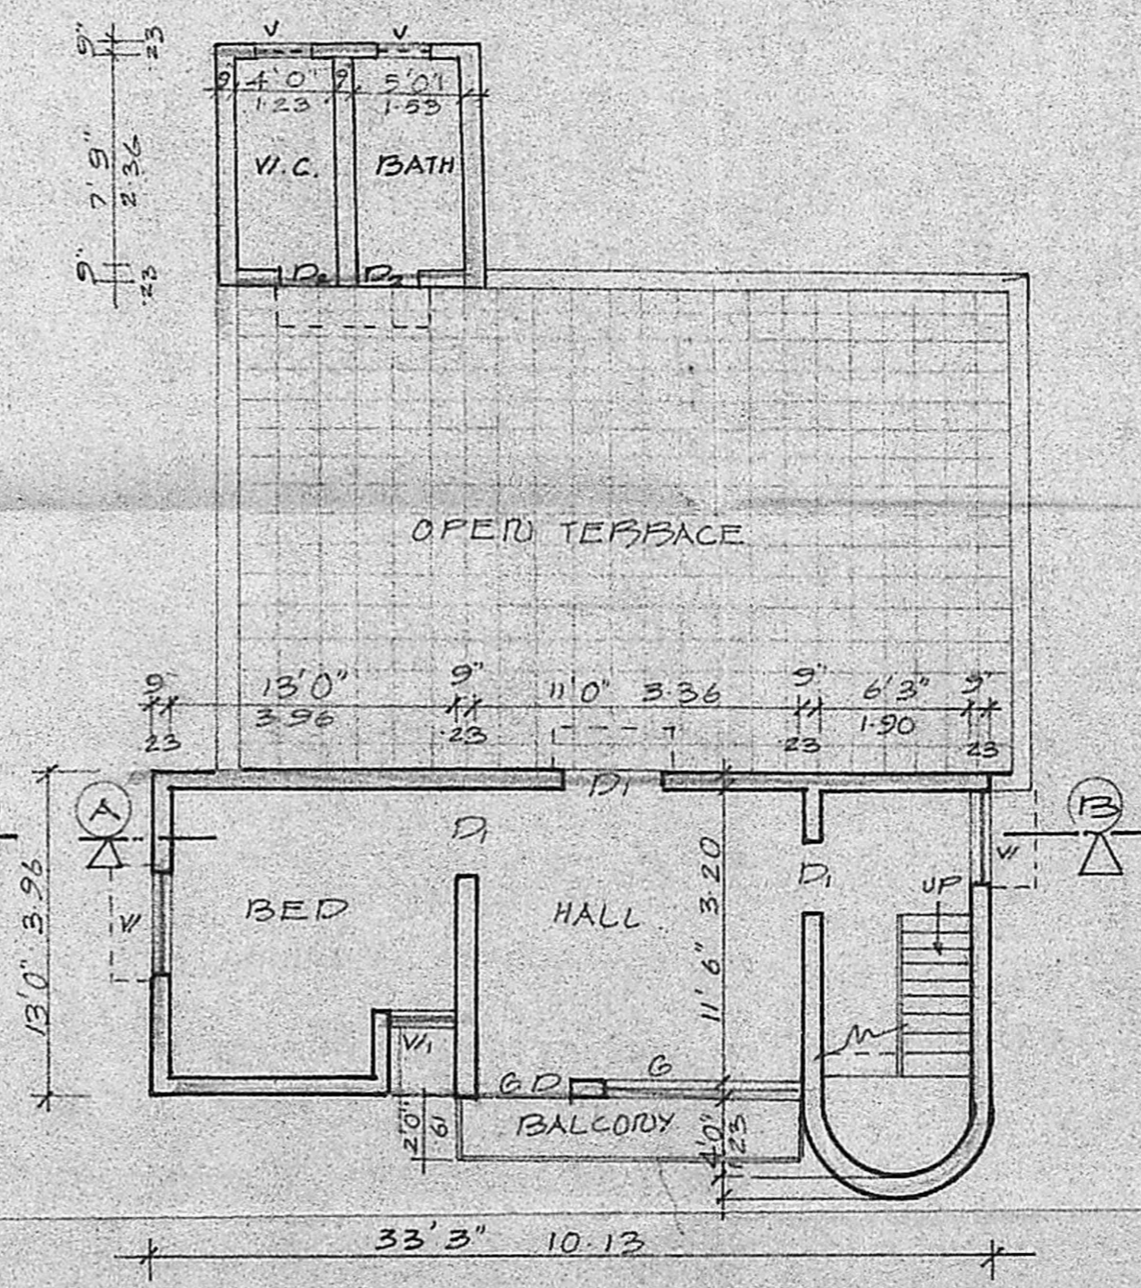 V V
9" 23
9" 4'0" 9" 5'0"
1.23 1.53
7'9"
2.36
W.C. BATH
9" 23
D2 D2
OPEN TERRACE
9" 13'0" 9" 11'0" 3.36 9" 6'3" 9"
23 3.96 .23 23 1.90 23
D1
A B
D1 W
D1
13'0" 3.96
W
BED HALL
11'6" 3.20
UP
W1
G D G
2'0"
61
BALCONY
4'0"
1.23
33'3" 10.13